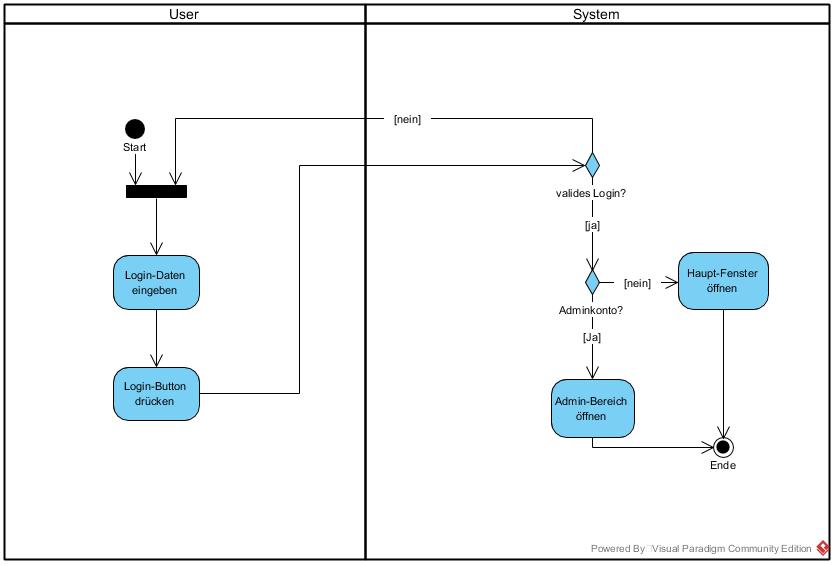 User
System
[nein]
Start
valides Login?
[ja]
Login-Daten
eingeben
[nein]
Haupt-Fenster
öffnen
Adminkonto?
[Ja]
Login-Button
drücken
Admin-Bereich
öffnen
Ende
Powered By Visual Paradigm Community Edition